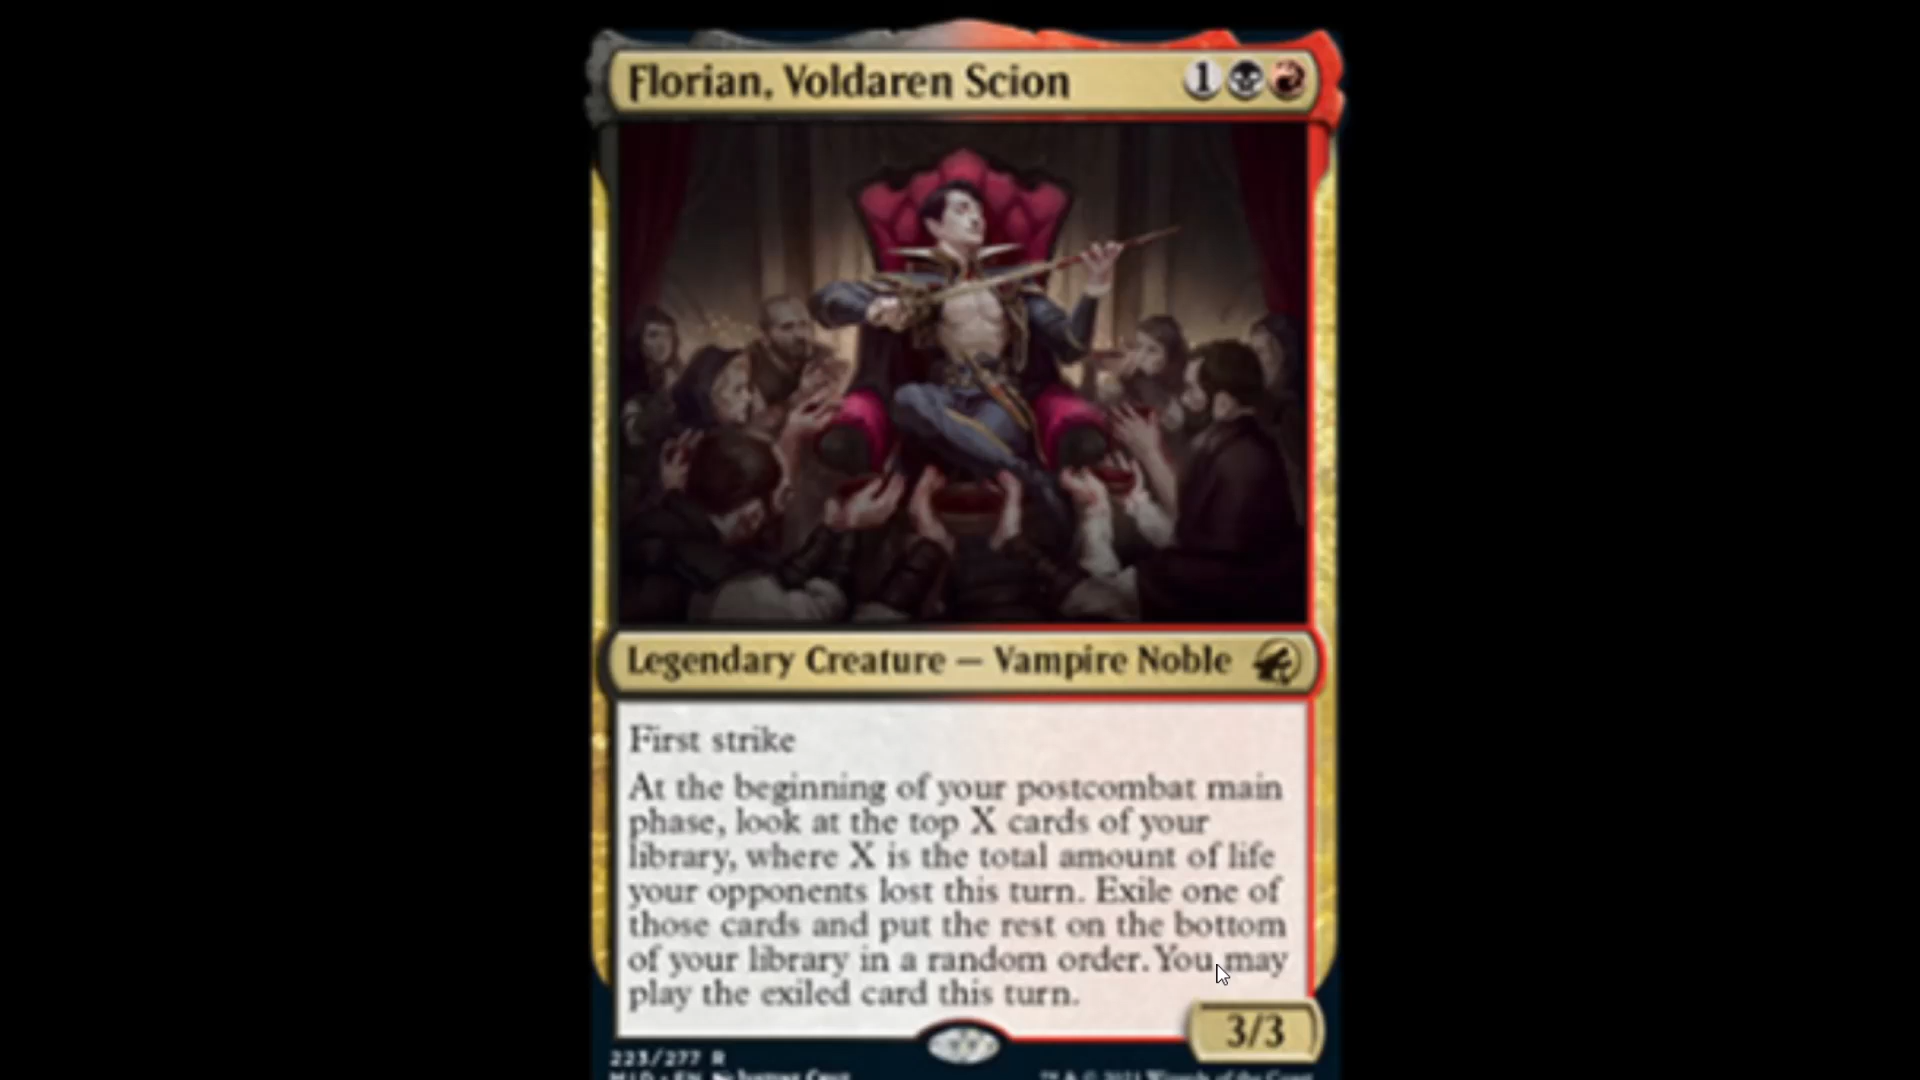 Florian, Voldaren Scion 1
Legendary Creature — Vampire Noble
First strike
At the beginning of your postcombat main
phase, look at the top X cards of your
library, where X is the total amount of life
your opponents lost this turn. Exile one of
those cards and put the rest on the bottom
of your library in a random order. You may
play the exiled card this turn.
3/3
223/277 R
MID • EN